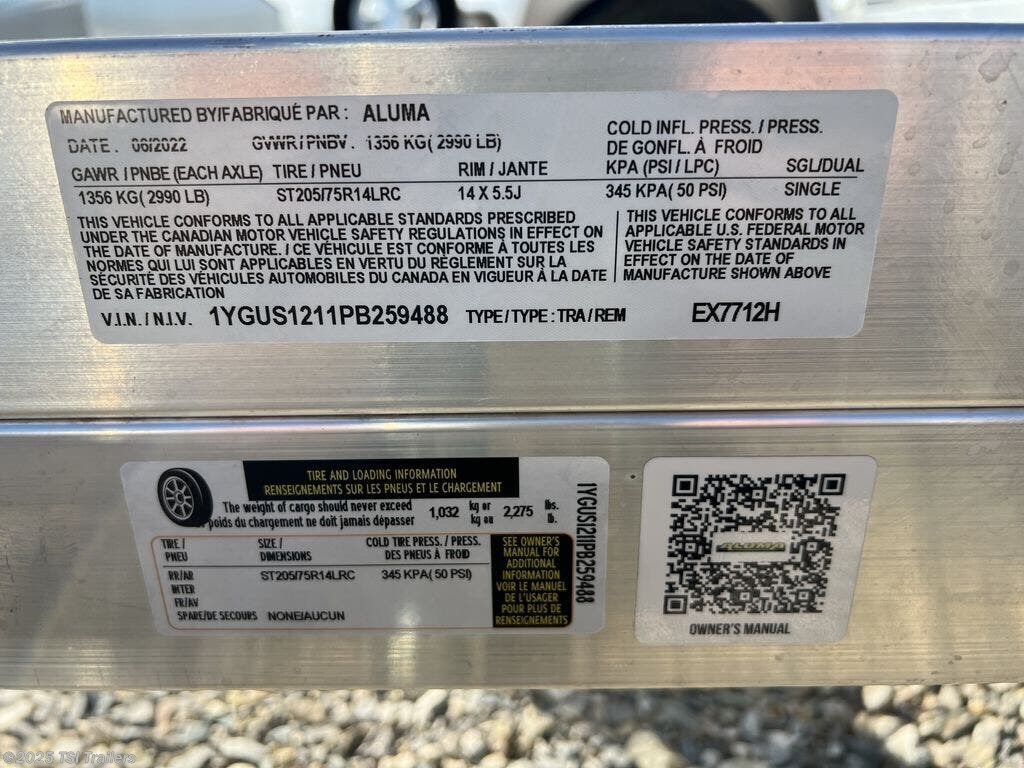 MANUFACTURED BY/FABRIQUÉ PAR : ALUMA
DATE . 06/2022 GVWR / PNBV . 1356 KG( 2990 LB)
COLD INFL. PRESS. / PRESS.
DE GONFL. À FROID
GAWR / PNBE (EACH AXLE) TIRE / PNEU RIM / JANTE KPA (PSI / LPC) SGL/DUAL
1356 KG( 2990 LB) ST205/75R14LRC 14 X 5.5J 345 KPA( 50 PSI) SINGLE
THIS VEHICLE CONFORMS TO ALL APPLICABLE STANDARDS PRESCRIBED
UNDER THE CANADIAN MOTOR VEHICLE SAFETY REGULATIONS IN EFFECT ON
THE DATE OF MANUFACTURE. / CE VÉHICULE EST CONFORME À TOUTES LES
NORMES QUI LUI SONT APPLICABLES EN VERTU DU RÈGLEMENT SUR LA
SÉCURITÉ DES VÉHICULES AUTOMOBILES DU CANADA EN VIGUEUR À LA DATE
DE SA FABRICATION
THIS VEHICLE CONFORMS TO ALL
APPLICABLE U.S. FEDERAL MOTOR
VEHICLE SAFETY STANDARDS IN
EFFECT ON THE DATE OF
MANUFACTURE SHOWN ABOVE
V.I.N. / N.I.V. 1YGUS1211PB259488 TYPE / TYPE : TRA / REM EX7712H
TIRE AND LOADING INFORMATION
RENSEIGNEMENTS SUR LES PNEUS ET LE CHARGEMENT
The weight of cargo should never exceed 1,032 kg or 2,275 lbs.
poids du chargement ne doit jamais dépasser kg ou lb.
TIRE / SIZE / COLD TIRE PRESS. / PRESS.
PNEU DIMENSIONS DES PNEUS À FROID
RR/AR ST205/75R14LRC 345 KPA( 50 PSI)
INTER
FR/AV
SPARE/DE SECOURS NONE/AUCUN
SEE OWNER'S
MANUAL FOR
ADDITIONAL
INFORMATION
VOIR LE MANUEL
DE L'USAGER
POUR PLUS DE
RENSEIGNEMENTS
1YGUS1211PB259488
ALUMA
OWNER'S MANUAL
©2025 TSI Trailers